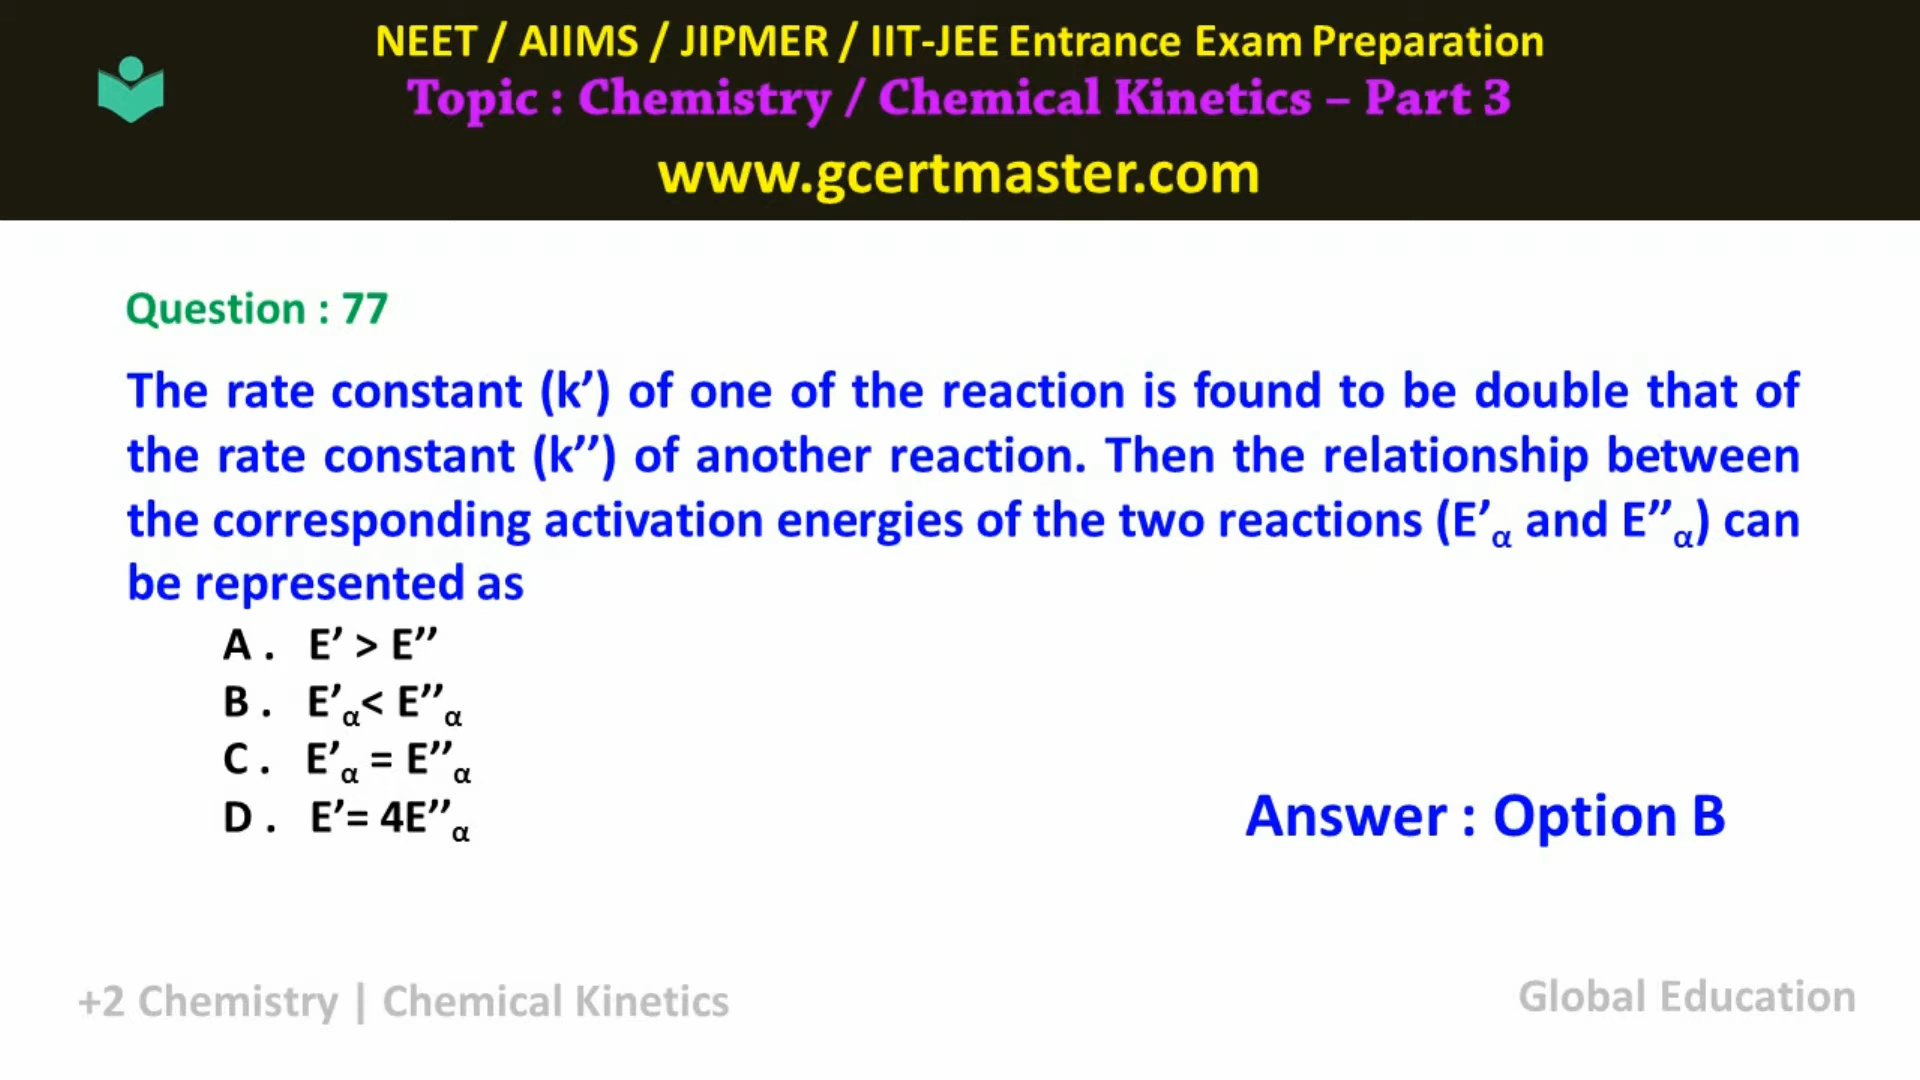 NEET / AIIMS / JIPMER / IIT-JEE Entrance Exam Preparation
Topic : Chemistry / Chemical Kinetics – Part 3
www.gcertmaster.com
Question : 77
The rate constant (k’) of one of the reaction is found to be double that of
the rate constant (k’’) of another reaction. Then the relationship between
the corresponding activation energies of the two reactions (E’α and E’’α) can
be represented as
A . E’ > E’’
B . E’α< E’’α
C . E’α = E’’α
D . E’= 4E’’α
Answer : Option B
+2 Chemistry | Chemical Kinetics
Global Education